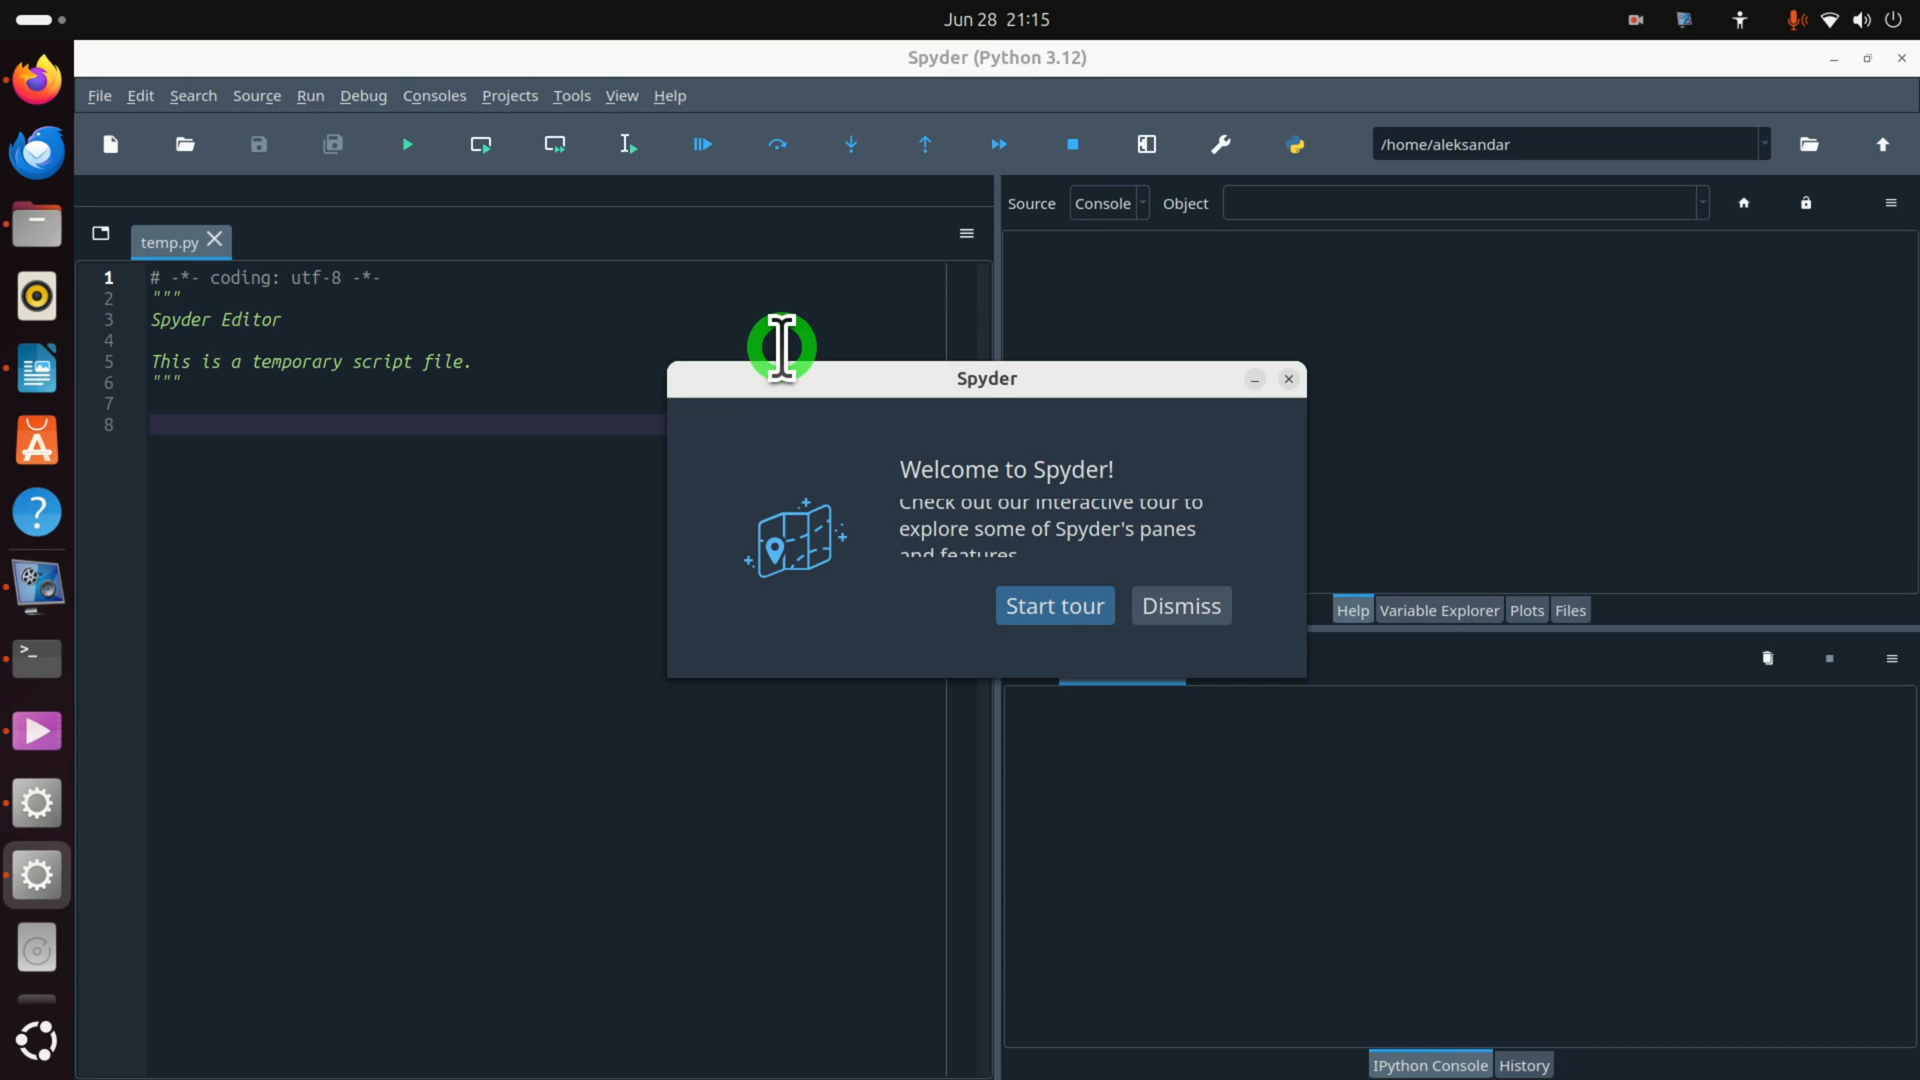 Jun 28 21:15
Spyder (Python 3.12)
File Edit Search Source Run Debug Consoles Projects Tools View Help
/home/aleksandar
Source Console Object
temp.py
1 # -*- coding: utf-8 -*-
2 """
3 Spyder Editor
4
5 This is a temporary script file.
6 """
7
8
Spyder
Welcome to Spyder!
Check out our interactive tour to
explore some of Spyder's panes
and features
Start tour Dismiss
Help Variable Explorer Plots Files
IPython Console History